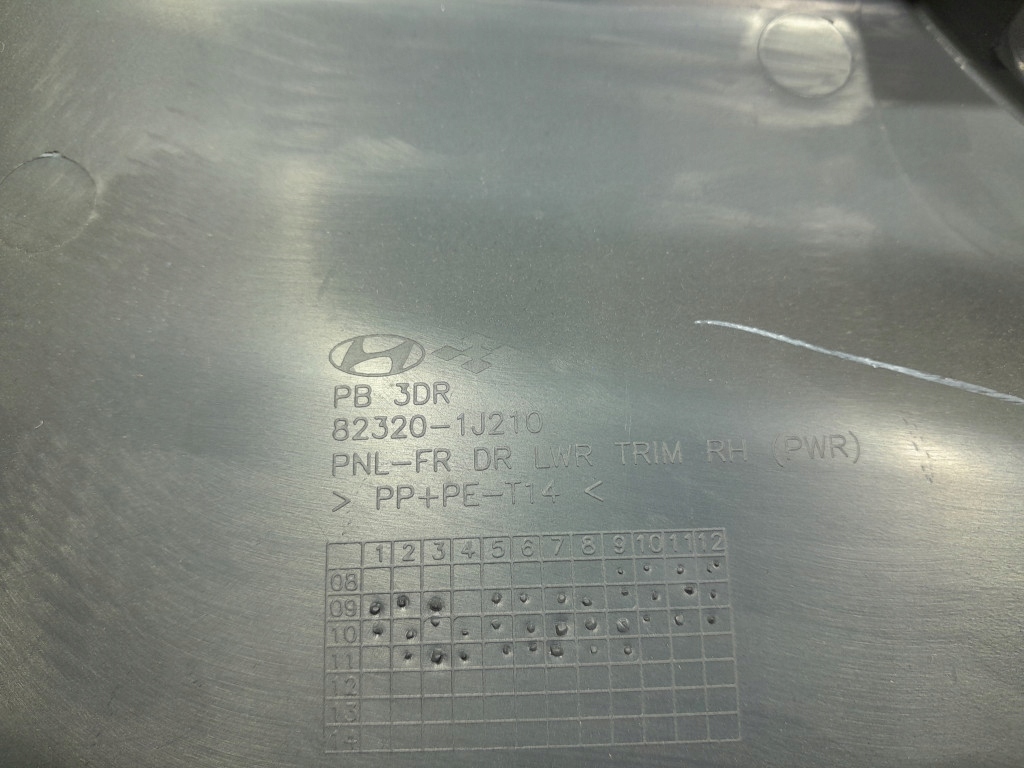 PB 3DR
82320-1J210
PNL-FR DR LWR TRIM RH (PWR)
> PP+PE-T14 <
1 2 3 4 5 6 7 8 9 10 11 12
08
09
10
11
12
13
14